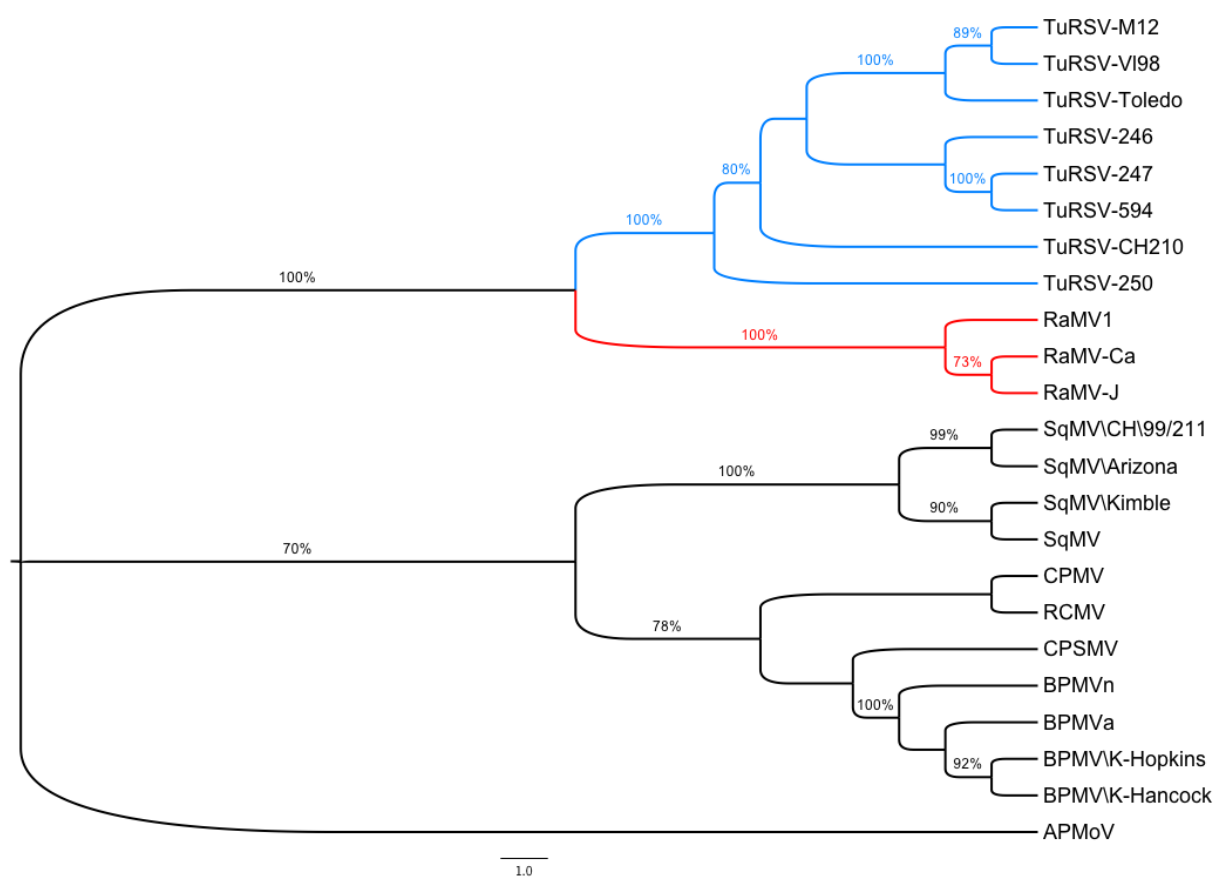 TuRSV-M12
89%
100%
TuRSV-VI98
TuRSV-Toledo
TuRSV-246
80%
TuRSV-247
100%
TuRSV-594
100%
TuRSV-CH210
100%
TuRSV-250
RaMV1
100%
RaMV-Ca
73%
RaMV-J
SqMV\CH\99/211
99%
SqMV\Arizona
100%
SqMV\Kimble
90%
SqMV
70%
CPMV
RCMV
78%
CPSMV
BPMVn
100%
BPMVa
BPMV\K-Hopkins
92%
BPMV\K-Hancock
APMoV
1.0